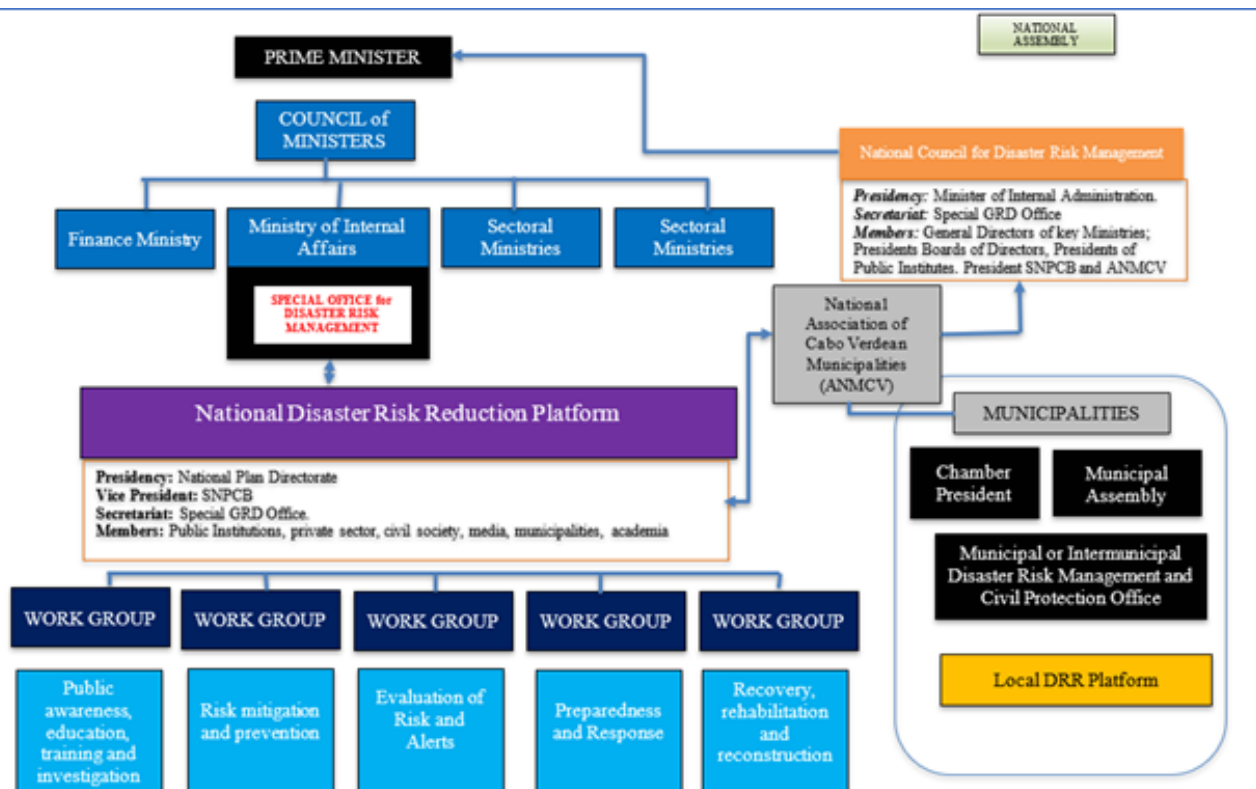 NATIONAL
ASSEMBLY
PRIME MINISTER
COUNCIL of
MINISTERS
National Council for Disaster Risk Management
Presidency: Minister of Internal Administration.
Secretariat: Special GRD Office
Members: General Directors of key Ministries;
Presidents Boards of Directors, Presidents of
Public Institutes. President SNPCB and ANMCV
Finance Ministry
Ministry of Internal
Affairs
Sectoral
Ministries
Sectoral
Ministries
SPECIAL OFFICE for
DISASTER RISK
MANAGEMENT
National
Association of
Cabo Verdean
Municipalities
(ANMCV)
National Disaster Risk Reduction Platform
Presidency: National Plan Directorate
Vice President: SNPCB
Secretariat: Special GRD Office.
Members: Public Institutions, private sector, civil society, media, municipalities, academia
MUNICIPALITIES
Chamber
President
Municipal
Assembly
Municipal or Intermunicipal
Disaster Risk Management and
Civil Protection Office
Local DRR Platform
WORK GROUP
WORK GROUP
WORK GROUP
WORK GROUP
WORK GROUP
Public
awareness,
education,
training and
investigation
Risk mitigation
and prevention
Evaluation of
Risk and
Alerts
Preparedness
and Response
Recovery,
rehabilitation
and
reconstruction